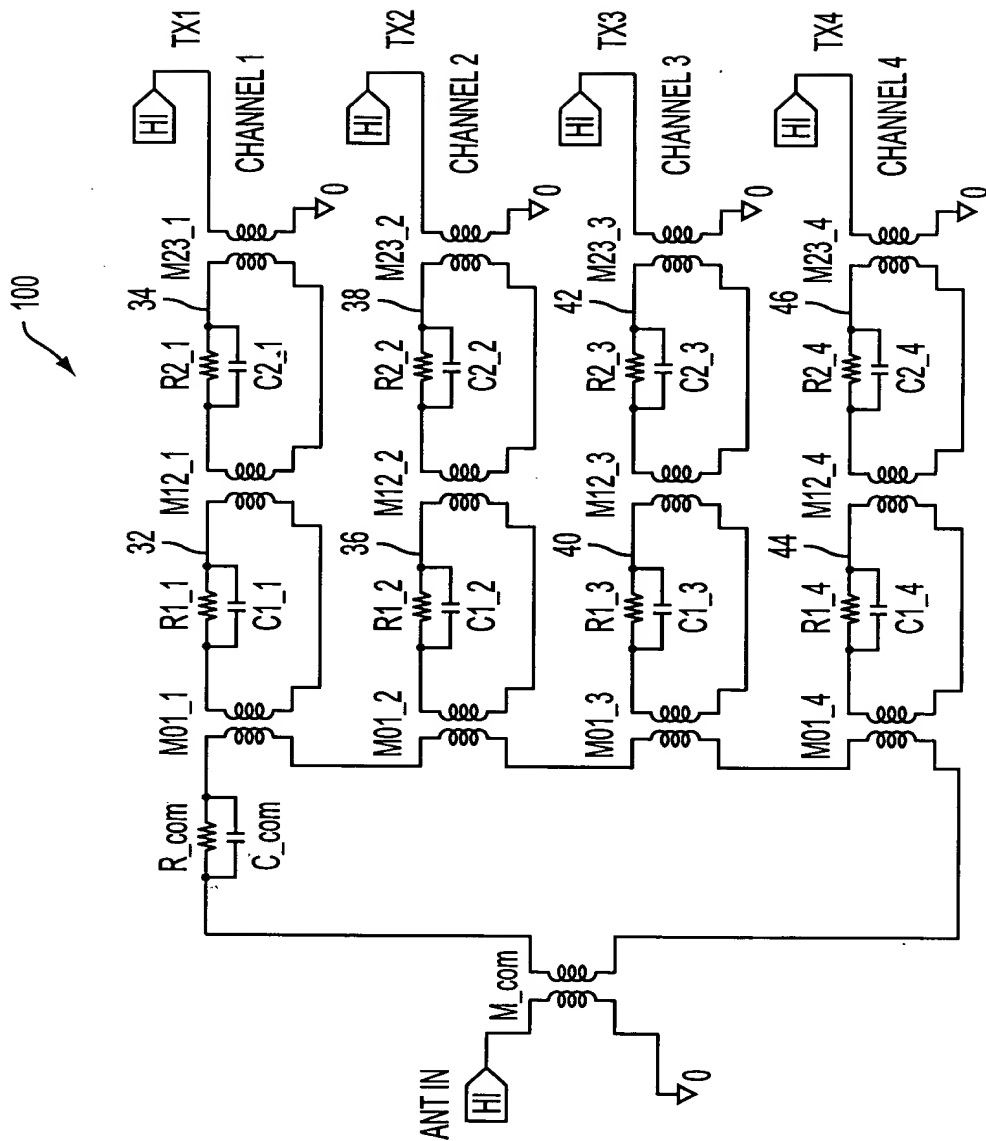 100
TX1
HI
CHANNEL 1
M23_1
0
34
R2_1
C2_1
M12_1
32
R1_1
C1_1
M01_1
R_com
C_com
TX2
HI
CHANNEL 2
M23_2
0
38
R2_2
C2_2
M12_2
36
R1_2
C1_2
M01_2
TX3
HI
CHANNEL 3
M23_3
0
42
R2_3
C2_3
M12_3
40
R1_3
C1_3
M01_3
TX4
HI
CHANNEL 4
M23_4
0
46
R2_4
C2_4
M12_4
44
R1_4
C1_4
M01_4
M_com
ANT IN
HI
0